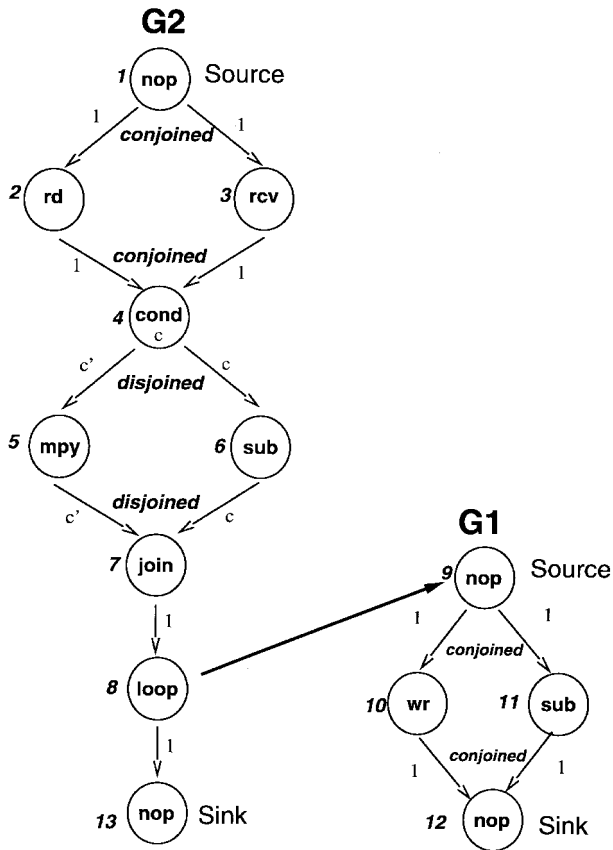 G2
1 nop Source
1 conjoined 1
2 rd 3 rcv
1 conjoined 1
4 cond
c
c' disjoined c
5 mpy 6 sub
c' disjoined c
7 join
G1
9 nop Source
1
1 conjoined 1
8 loop
10 wr 11 sub
1
1 conjoined 1
13 nop Sink
12 nop Sink